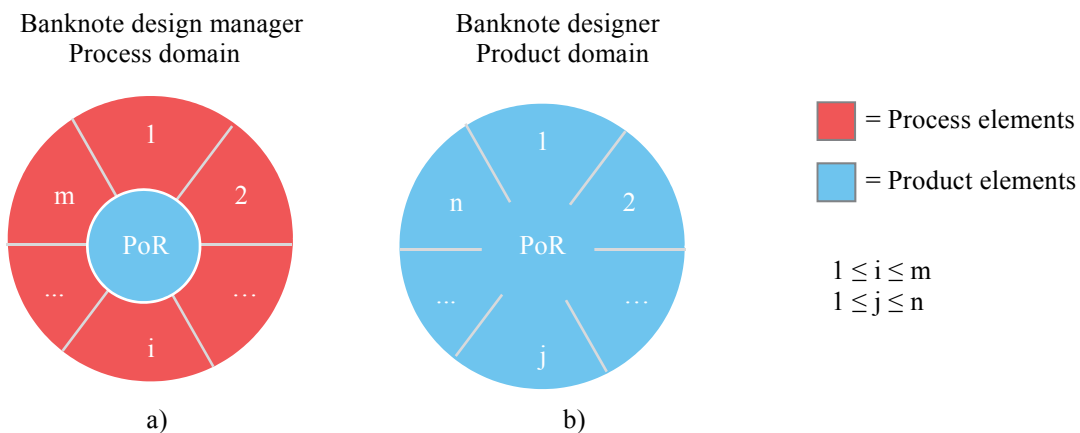 Banknote design manager
Process domain
Banknote designer
Product domain
1
2
m
PoR
...
...
i
a)
1
2
n
PoR
...
...
j
b)
= Process elements
= Product elements
1 ≤ i ≤ m
1 ≤ j ≤ n